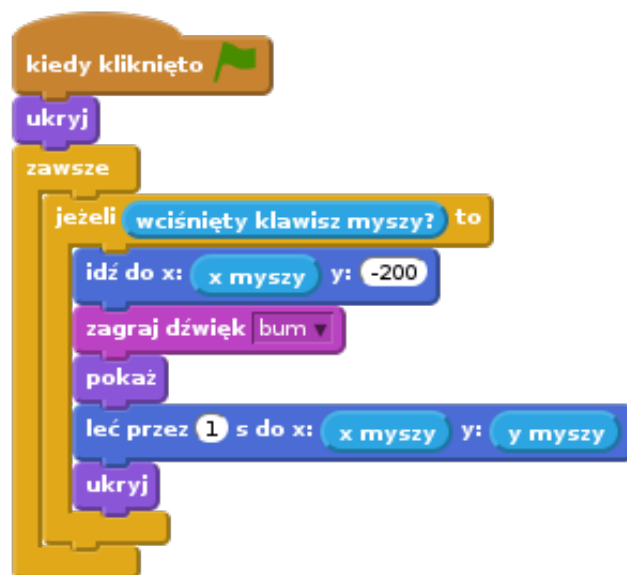 kiedy kliknięto
ukryj
zawsze
jeżeli wciśnięty klawisz myszy? to
idź do x: x myszy y: -200
zagraj dźwięk bum
pokaż
leć przez 1 s do x: x myszy y: y myszy
ukryj